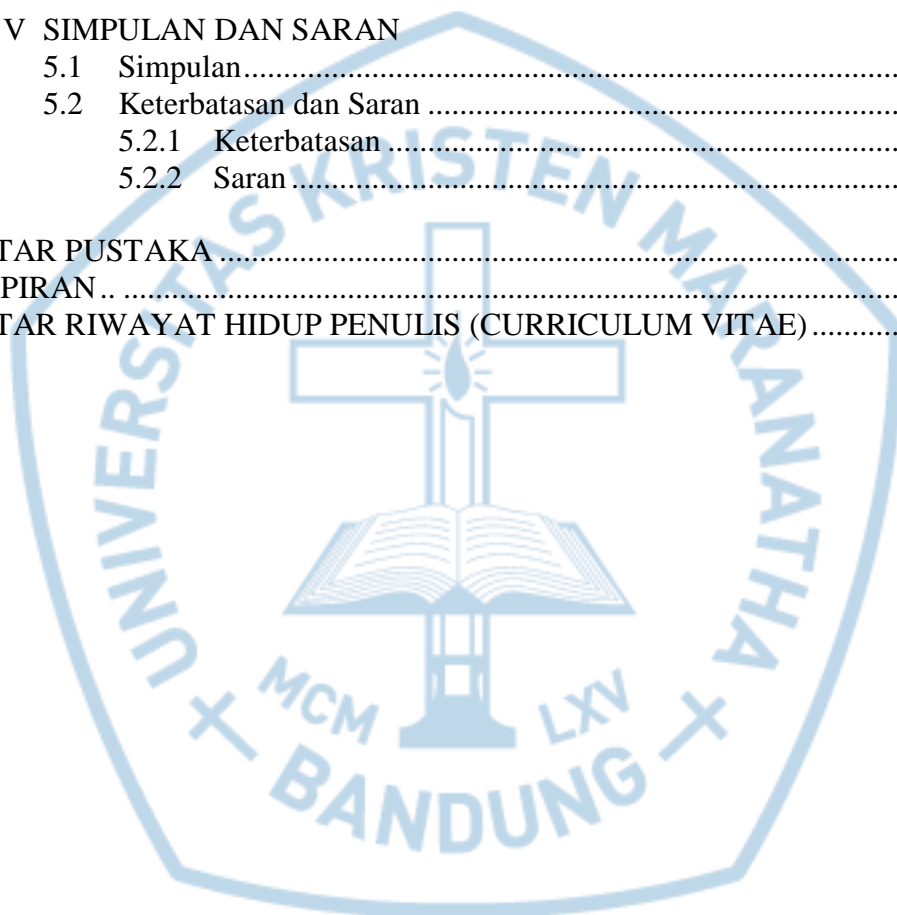 V SIMPULAN DAN SARAN
5.1 Simpulan..............................................................................
5.2 Keterbatasan dan Saran ........................................................
5.2.1 Keterbatasan ...............................................................
5.2.2 Saran ..........................................................................
TAR PUSTAKA ..................................................................................
PIRAN .. ...............................................................................................
TAR RIWAYAT HIDUP PENULIS (CURRICULUM VITAE) ...........
UNIVERSITAS KRISTEN MARANATHA
MCM LXV
BANDUNG